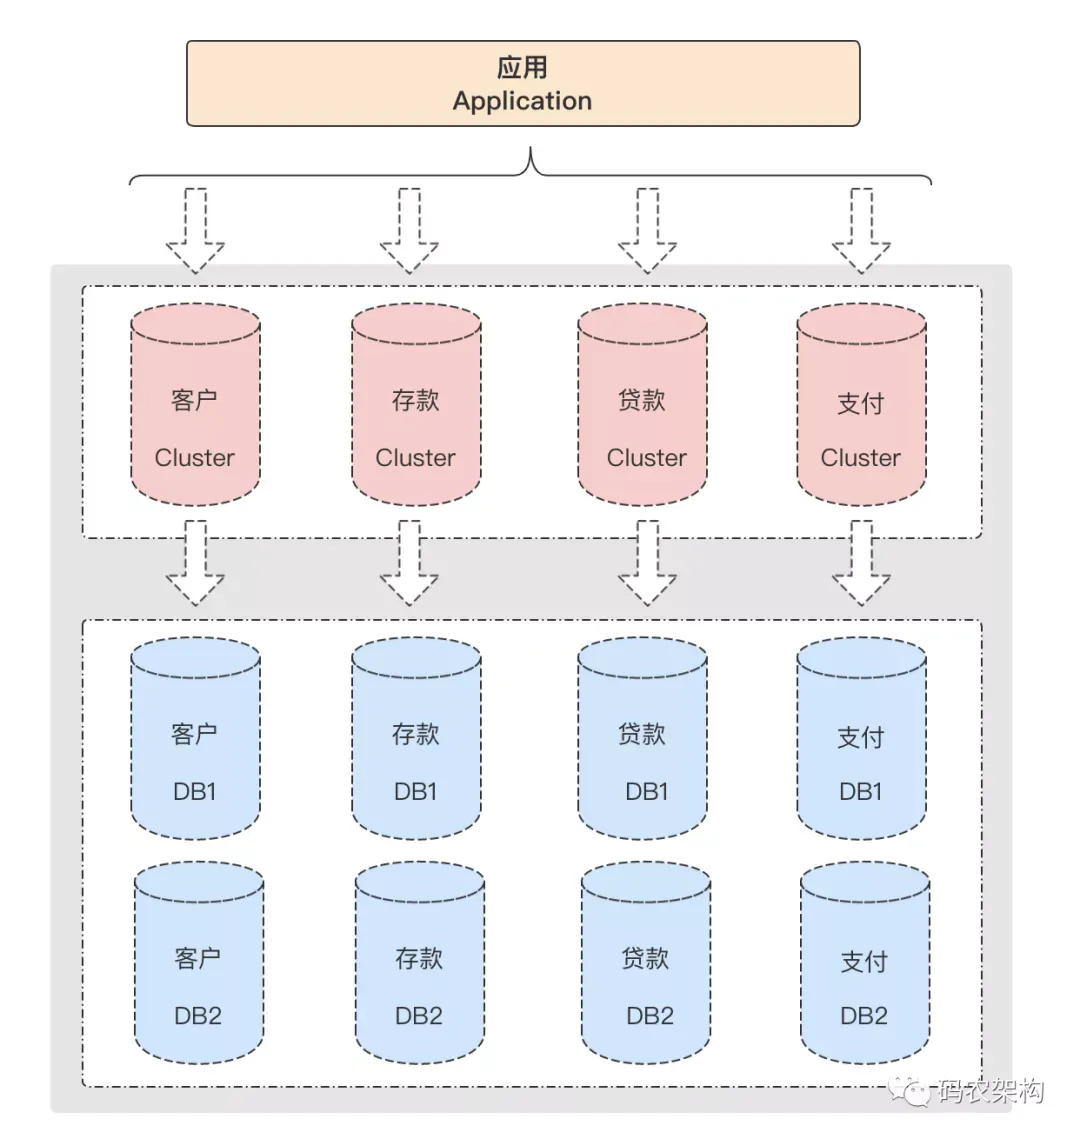 应用
Application
客户
Cluster
存款
Cluster
贷款
Cluster
支付
Cluster
客户
DB1
存款
DB1
贷款
DB1
支付
DB1
客户
DB2
存款
DB2
贷款
DB2
支付
DB2
码农架构